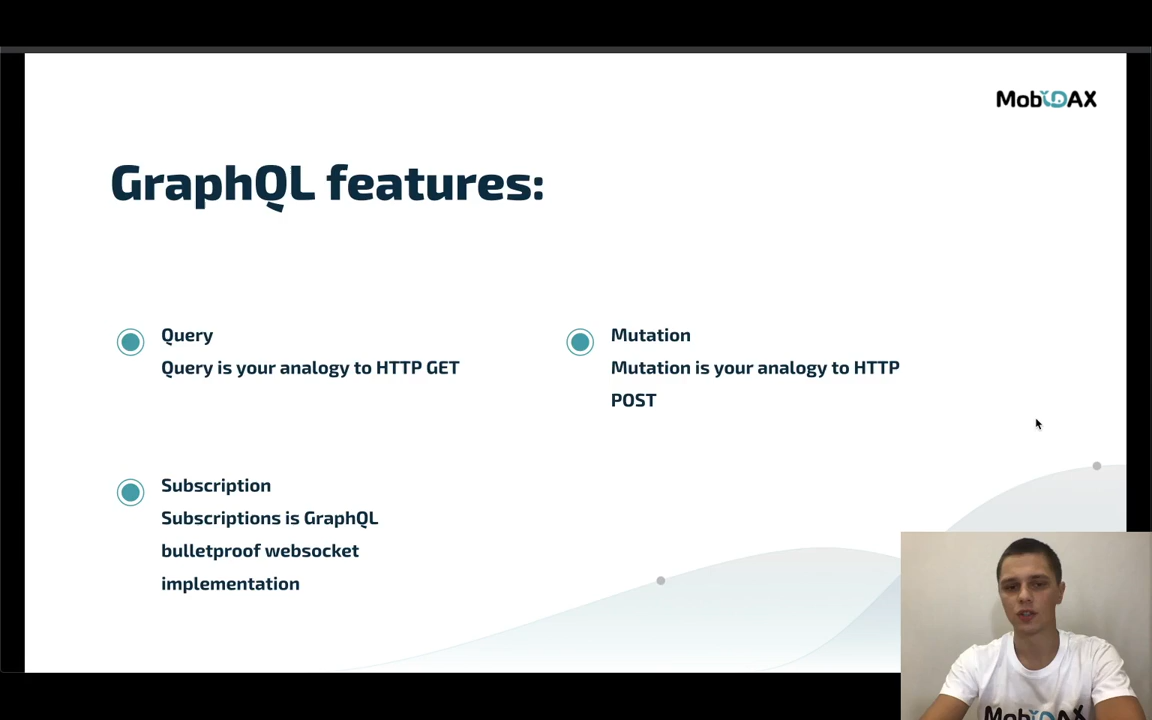 MobiDAX
GraphQL features:
Query
Query is your analogy to HTTP GET
Mutation
Mutation is your analogy to HTTP
POST
Subscription
Subscriptions is GraphQL
bulletproof websocket
implementation
MobiDAX